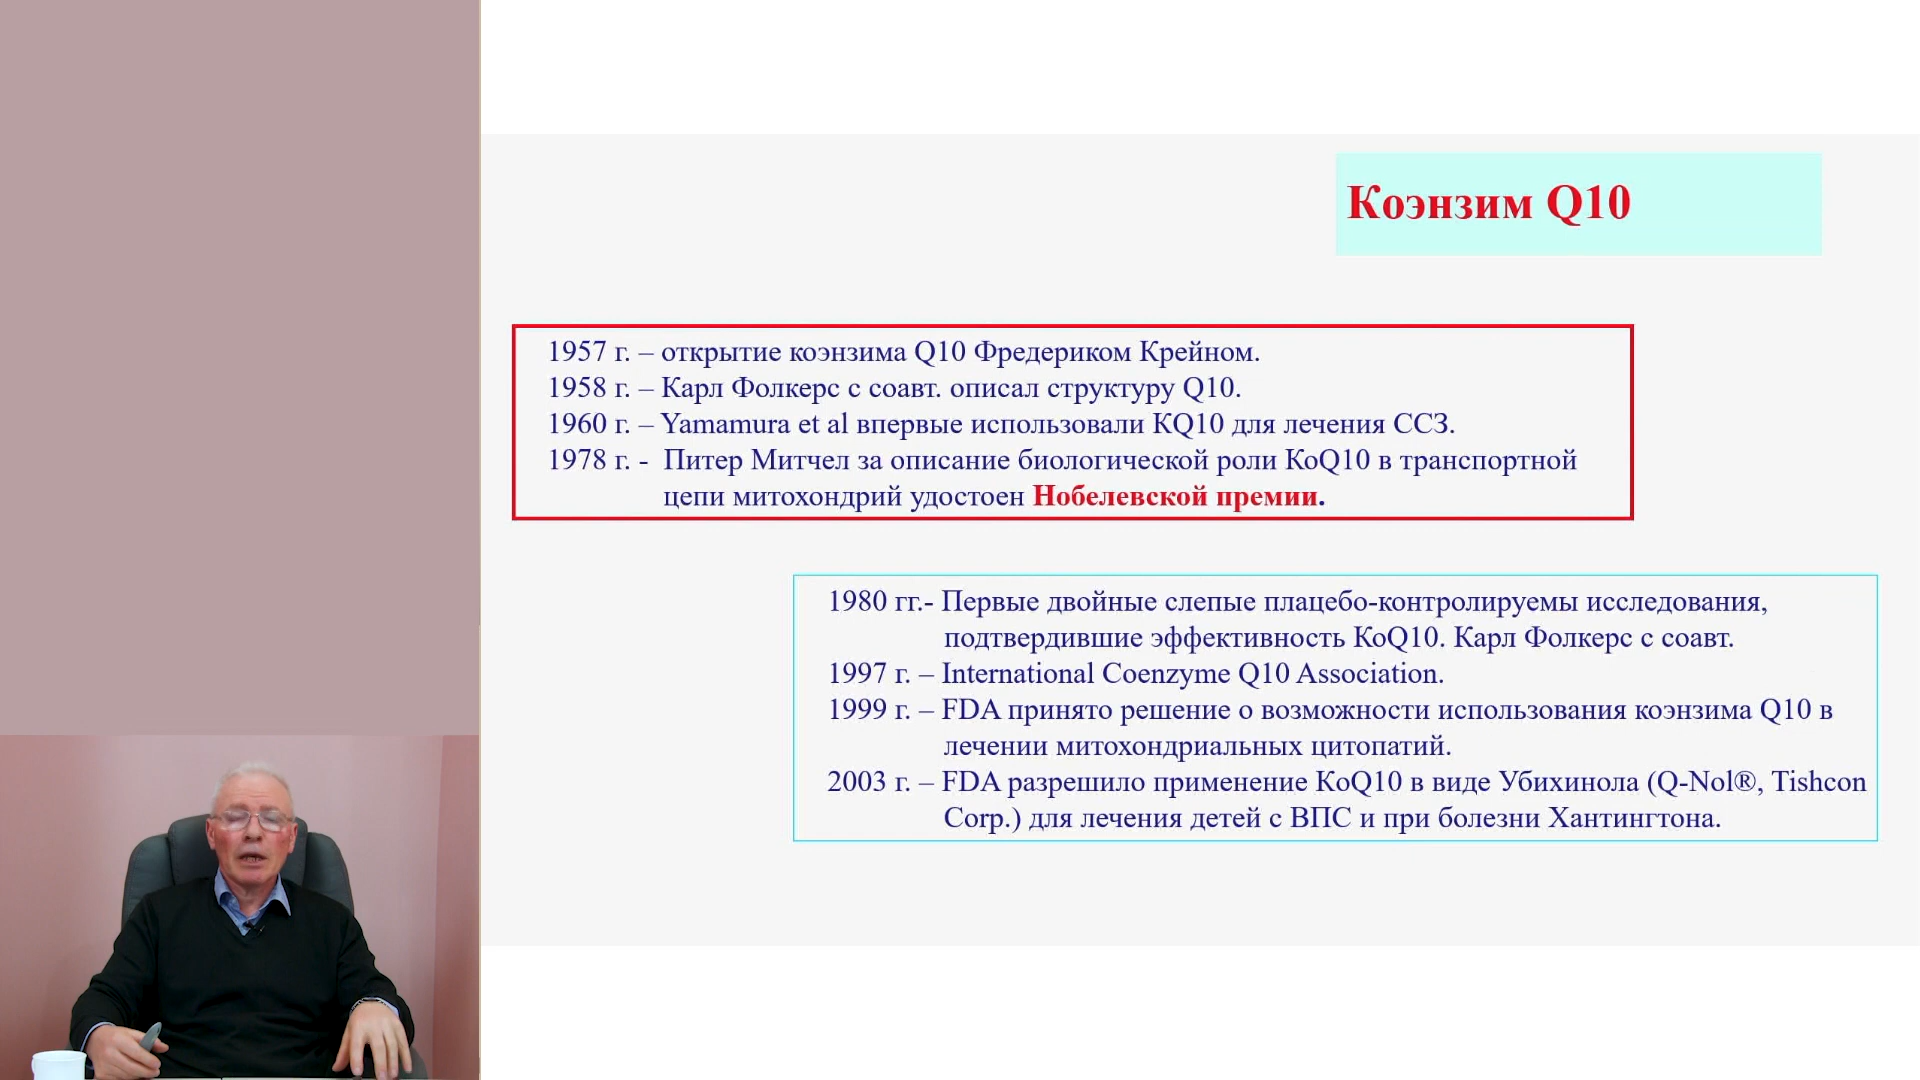 Коэнзим Q10
1957 г. – открытие коэнзима Q10 Фредериком Крейном.
1958 г. – Карл Фолкерс с соавт. описал структуру Q10.
1960 г. – Yamamura et al впервые использовали KQ10 для лечения ССЗ.
1978 г. - Питер Митчел за описание биологической роли КоQ10 в транспортной
цепи митохондрий удостоен Нобелевской премии.
1980 гг.- Первые двойные слепые плацебо-контролируемы исследования,
подтвердившие эффективность КоQ10. Карл Фолкерс с соавт.
1997 г. – International Coenzyme Q10 Association.
1999 г. – FDA принято решение о возможности использования коэнзима Q10 в
лечении митохондриальных цитопатий.
2003 г. – FDA разрешило применение КоQ10 в виде Убихинола (Q-Nol®, Tishcon
Corp.) для лечения детей с ВПС и при болезни Хантингтона.